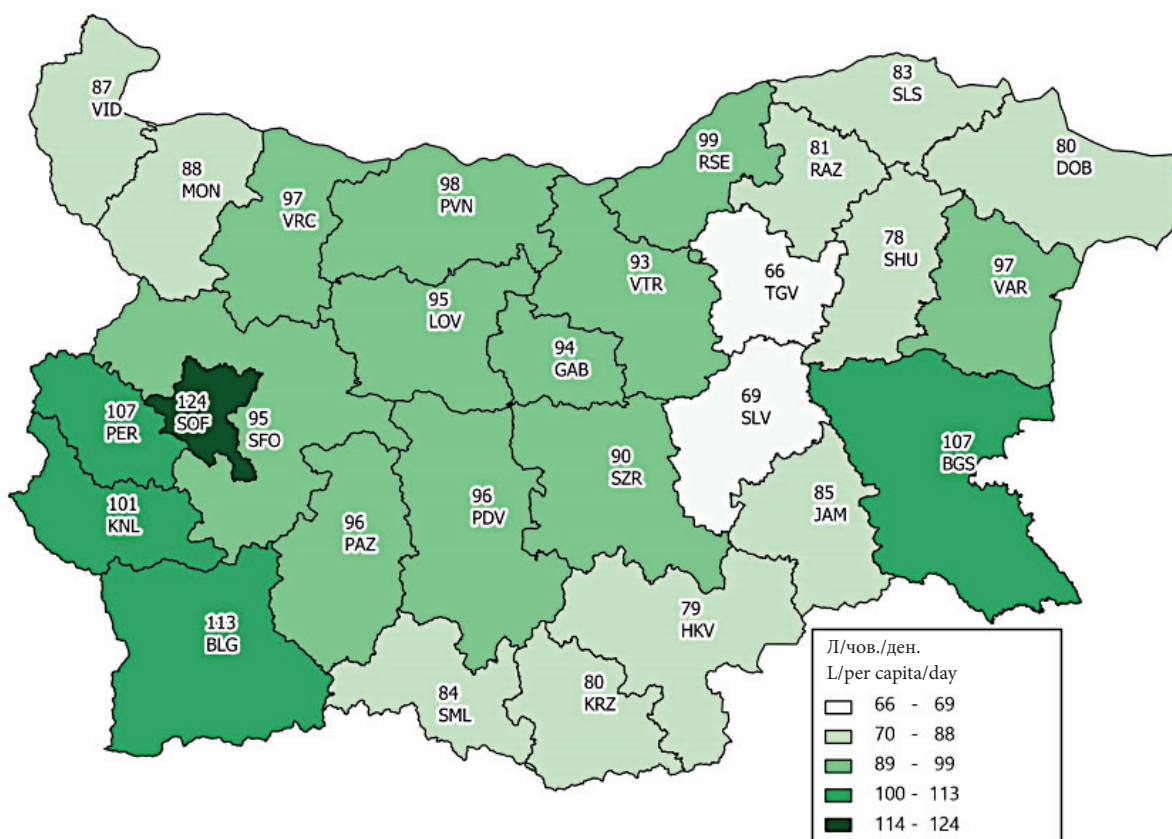 87
VID
88
MON
97
VRC
98
PVN
99
RSE
83
SLS
81
RAZ
80
DOB
78
SHU
97
VAR
66
TGV
93
VTR
95
LOV
94
GAB
69
SLV
107
BGS
124
SOF
95
SFO
107
PER
101
KNL
90
SZR
96
PDV
96
PAZ
85
JAM
113
BLG
79
HKV
84
SML
80
KRZ
Л/чов./ден.
L/per capita/day
66 - 69
70 - 88
89 - 99
100 - 113
114 - 124